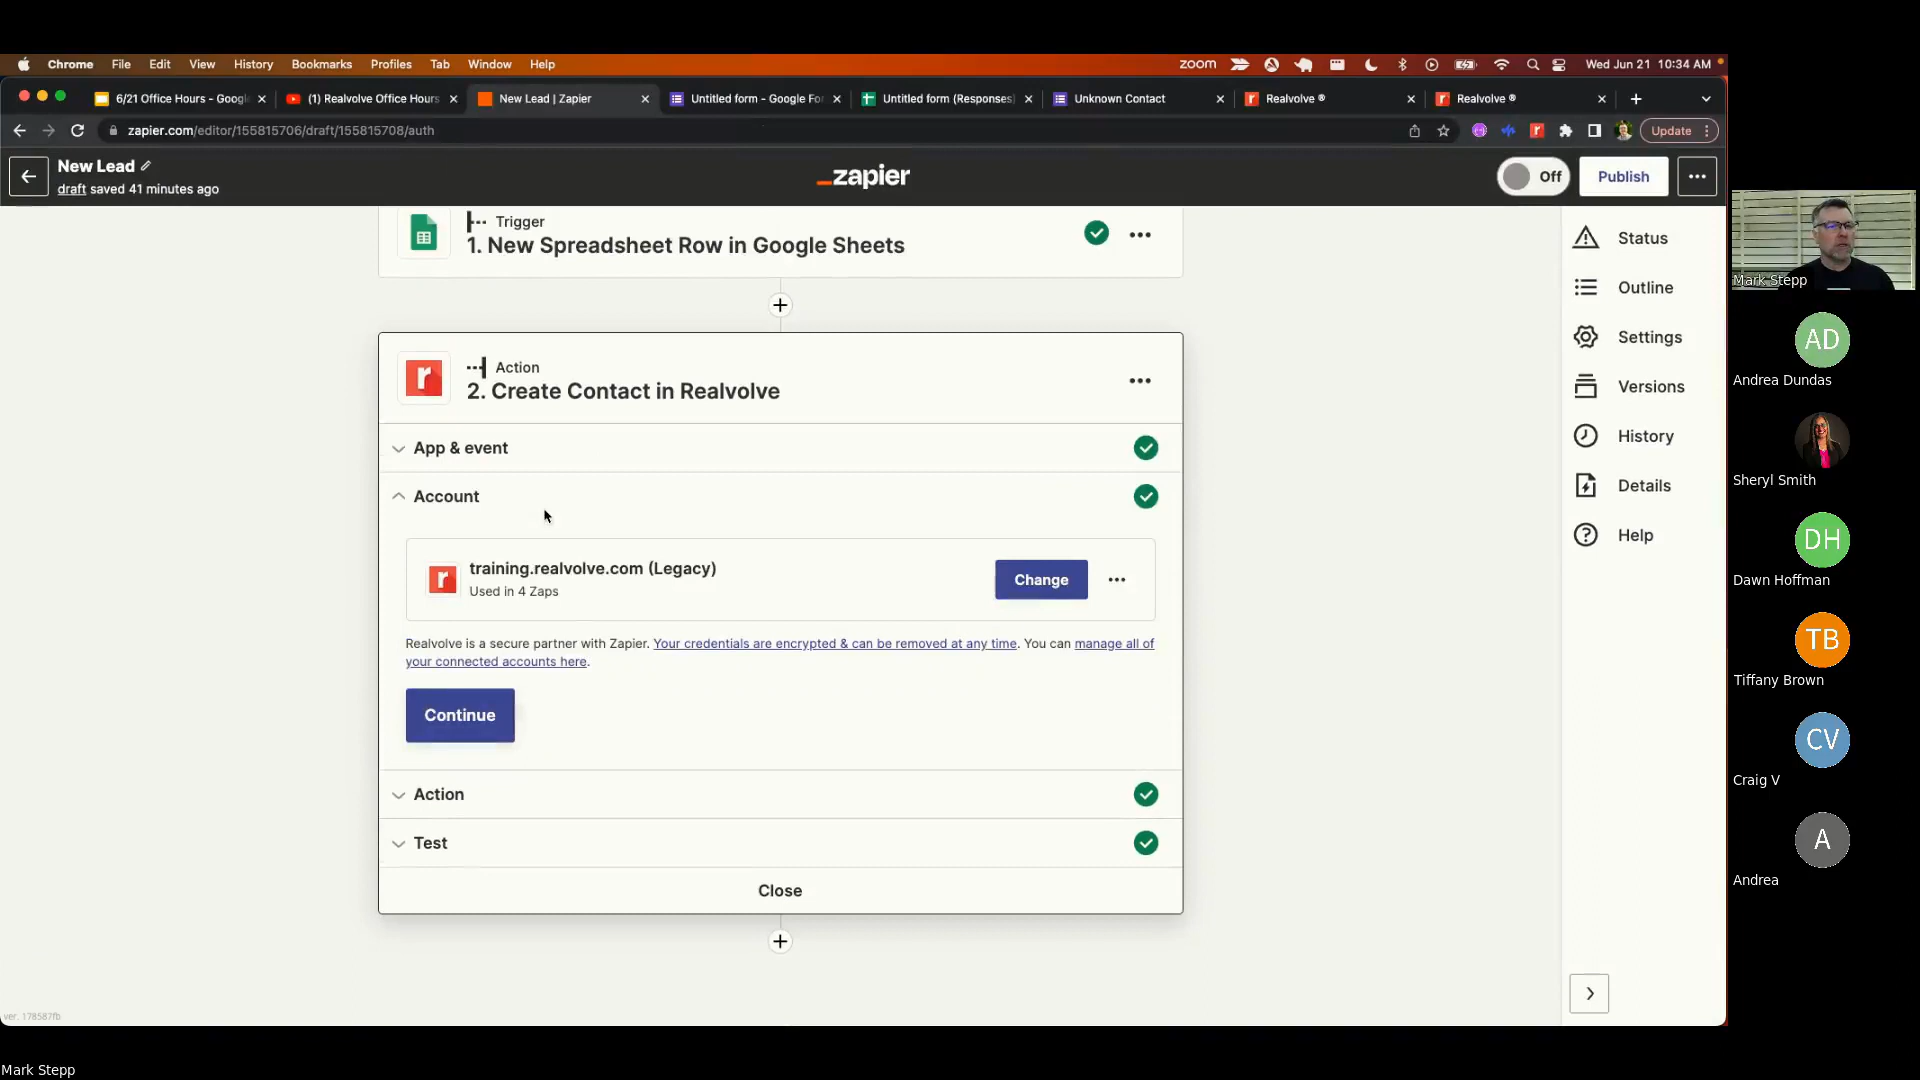 Chrome File Edit View History Bookmarks Profiles Tab Window Help
zoom
Wed Jun 21 10:34 AM
6/21 Office Hours - Googl
(1) Realvolve Office Hours
New Lead | Zapier
Untitled form - Google Fo
Untitled form (Responses)
Unknown Contact
Realvolve ®
Realvolve ®
zapier.com/editor/155815706/draft/155815708/auth
Update
New Lead
draft saved 41 minutes ago
_zapier
Off
Publish
Trigger
1. New Spreadsheet Row in Google Sheets
Action
2. Create Contact in Realvolve
App & event
Account
training.realvolve.com (Legacy)
Used in 4 Zaps
Change
Realvolve is a secure partner with Zapier. Your credentials are encrypted & can be removed at any time. You can manage all of
your connected accounts here.
Continue
Action
Test
Close
Status
Outline
Settings
Versions
History
Details
Help
ver. 178587fb
Mark Stepp
AD
Andrea Dundas
Sheryl Smith
DH
Dawn Hoffman
TB
Tiffany Brown
CV
Craig V
A
Andrea
Mark Stepp